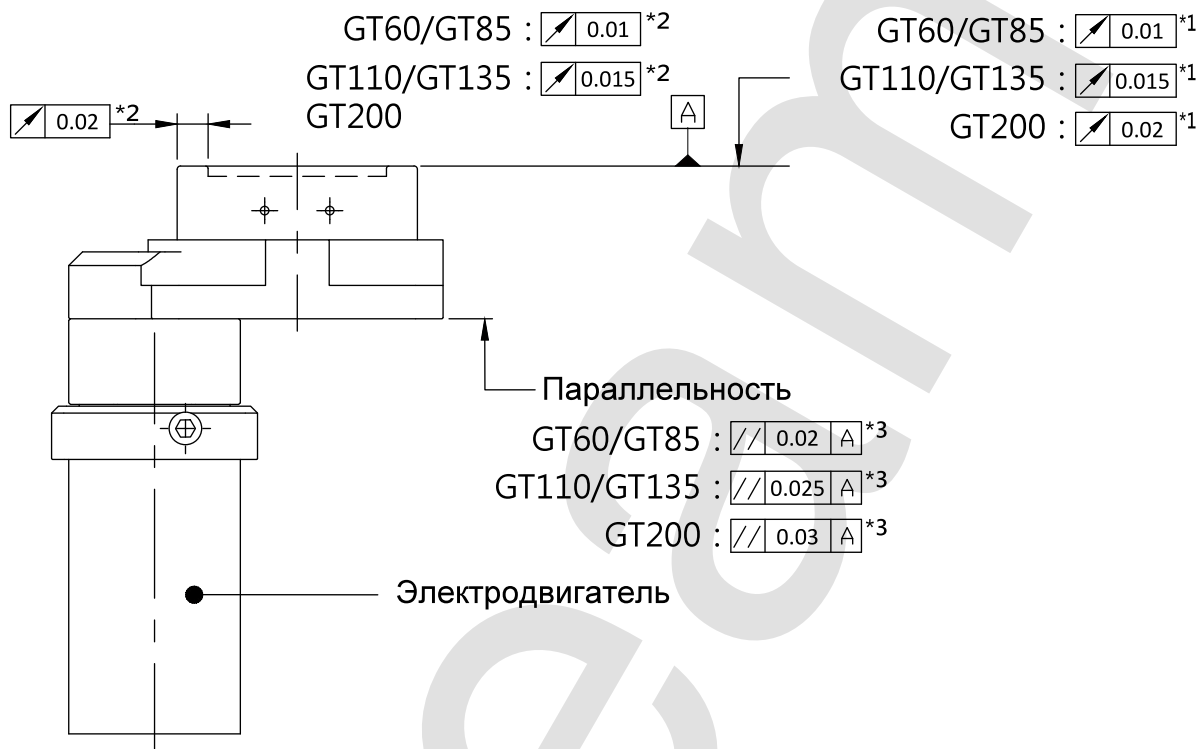 GT60/GT85 : 0.01 *2
GT110/GT135 : 0.015 *2
GT200
0.02 *2
A
GT60/GT85 : 0.01 *1
GT110/GT135 : 0.015 *1
GT200 : 0.02 *1
Параллельность
GT60/GT85 : // 0.02 A *3
GT110/GT135 : // 0.025 A *3
GT200 : // 0.03 A *3
Электродвигатель